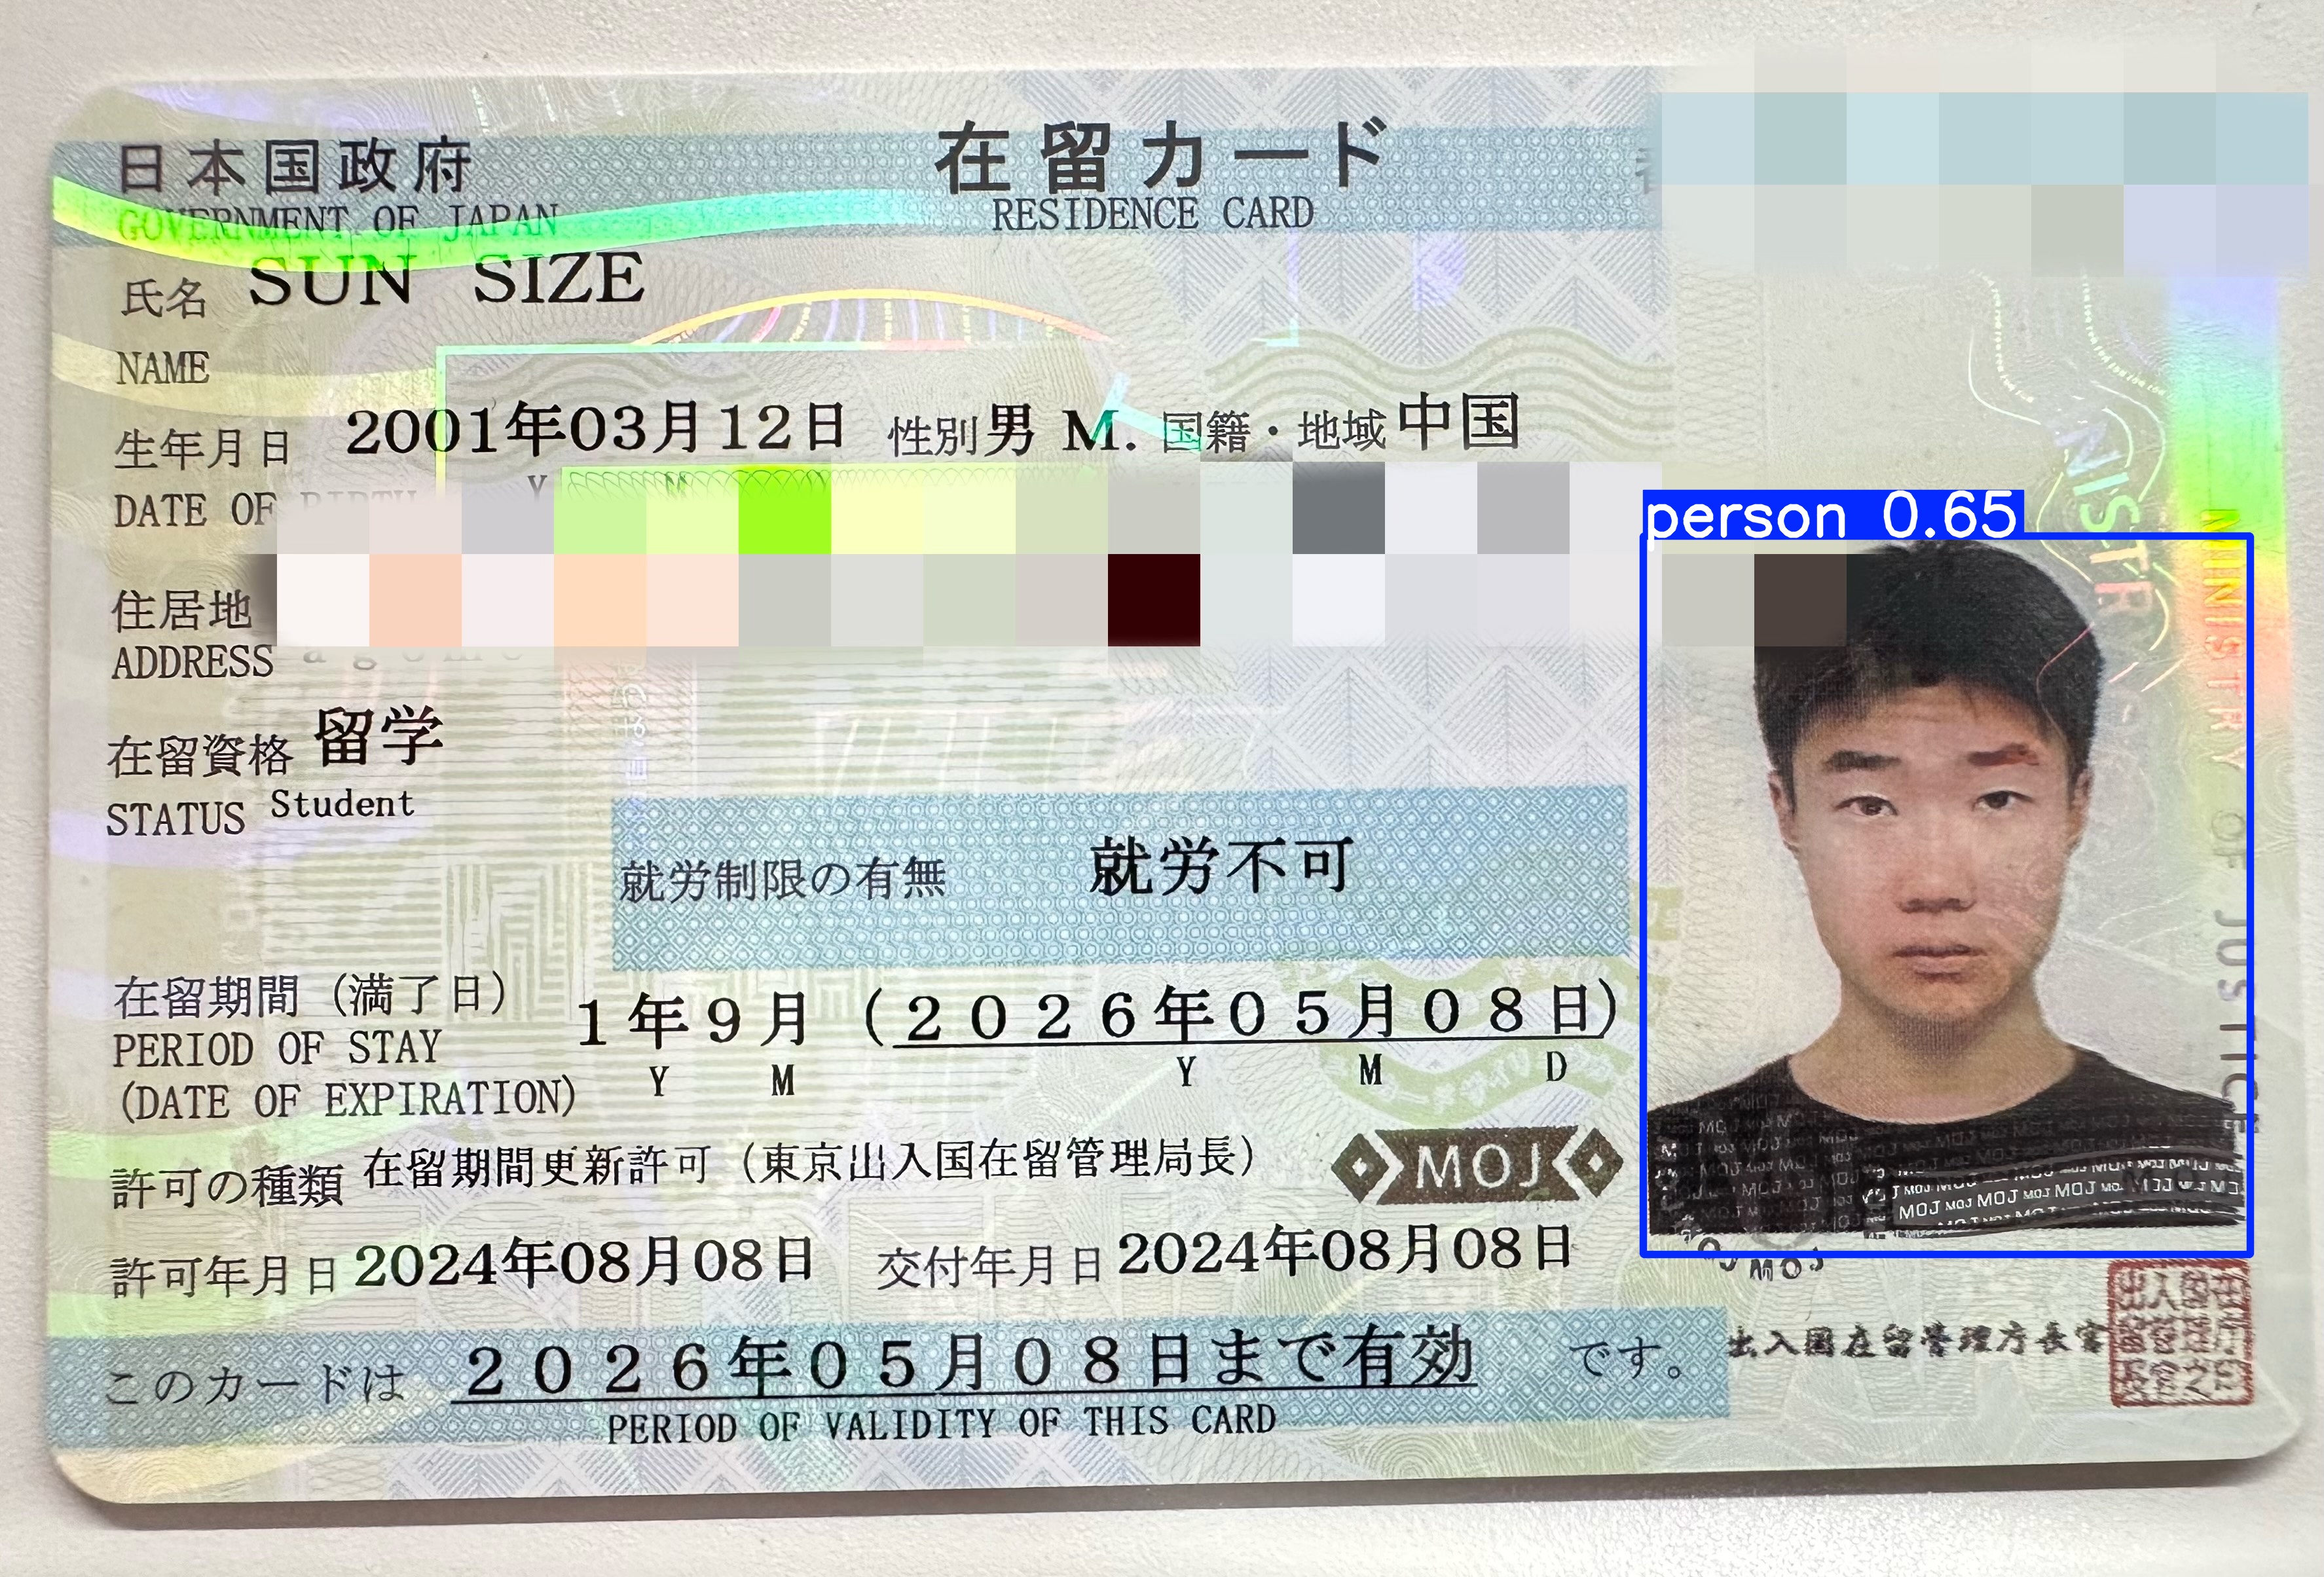 日本国政府
GOVERNMENT OF JAPAN
在留カード
RESIDENCE CARD
氏名 SUN SIZE
NAME
生年月日 2001年03月12日 性別 男 M. 国籍・地域 中国
DATE OF BIRTH Y M
person 0.65
住居地
ADDRESS
在留資格 留学
STATUS Student
就労制限の有無 就労不可
在留期間(満了日) 1年9月(2026年05月08日)
PERIOD OF STAY Y M Y M D
(DATE OF EXPIRATION)
許可の種類 在留期間更新許可(東京出入国在留管理局長)
MOJ
許可年月日 2024年08月08日 交付年月日 2024年08月08日
このカードは 2026年05月08日まで有効 です。
PERIOD OF VALIDITY OF THIS CARD
出入国在留管理庁長官
MINISTRY OF JUSTICE